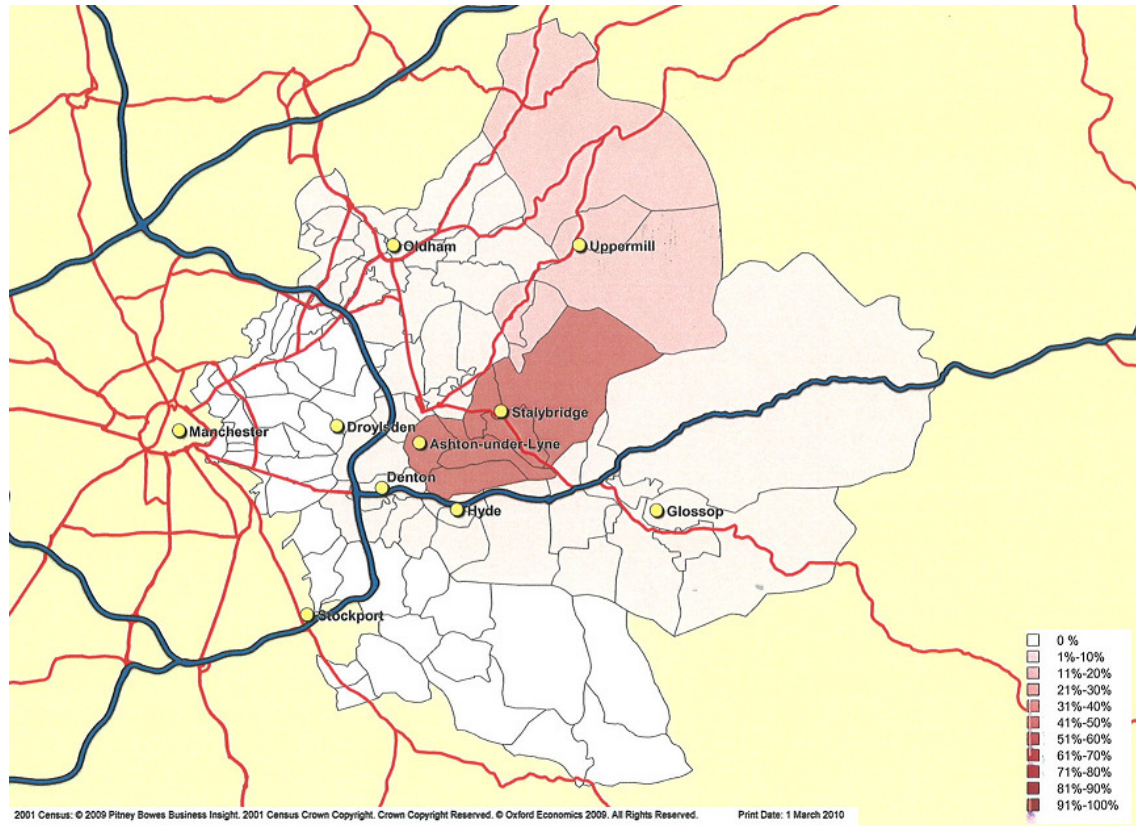 Oldham
Uppermill
Stalybridge
Manchester
Droylsden
Ashton-under-Lyne
Denton
Hyde
Glossop
Stockport
0 %
1%-10%
11%-20%
21%-30%
31%-40%
41%-50%
51%-60%
61%-70%
71%-80%
81%-90%
91%-100%
2001 Census: © 2009 Pitney Bowes Business Insight. 2001 Census Crown Copyright. Crown Copyright Reserved. © Oxford Economics 2009. All Rights Reserved. Print Date: 1 March 2010